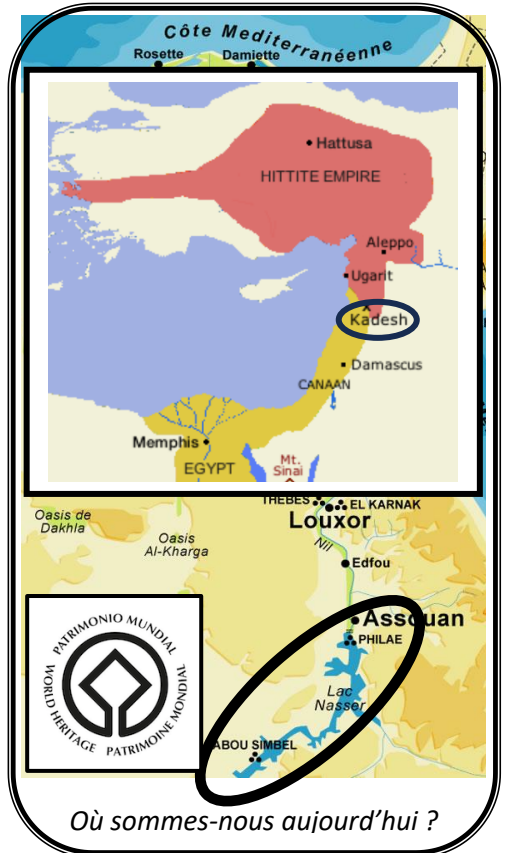 Côte Mediterranéenne
Rosette
Damiette
Hattusa
HITTITE EMPIRE
Aleppo
Ugarit
Kadesh
Damascus
CANAAN
Memphis
EGYPT
Mt.
Sinai
THEBES
EL KARNAK
Louxor
Oasis de
Dakhla
Oasis
Al-Kharga
Nil
Edfou
Assouan
PHILAE
Lac
Nasser
ABOU SIMBEL
PATRIMONIO MUNDIAL
WORLD HERITAGE
PATRIMOINE MONDIAL
Où sommes-nous aujourd’hui ?